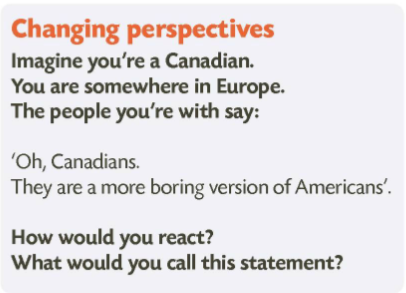 Changing perspectives
Imagine you're a Canadian.
You are somewhere in Europe.
The people you're with say:
'Oh, Canadians.
They are a more boring version of Americans'.
How would you react?
What would you call this statement?